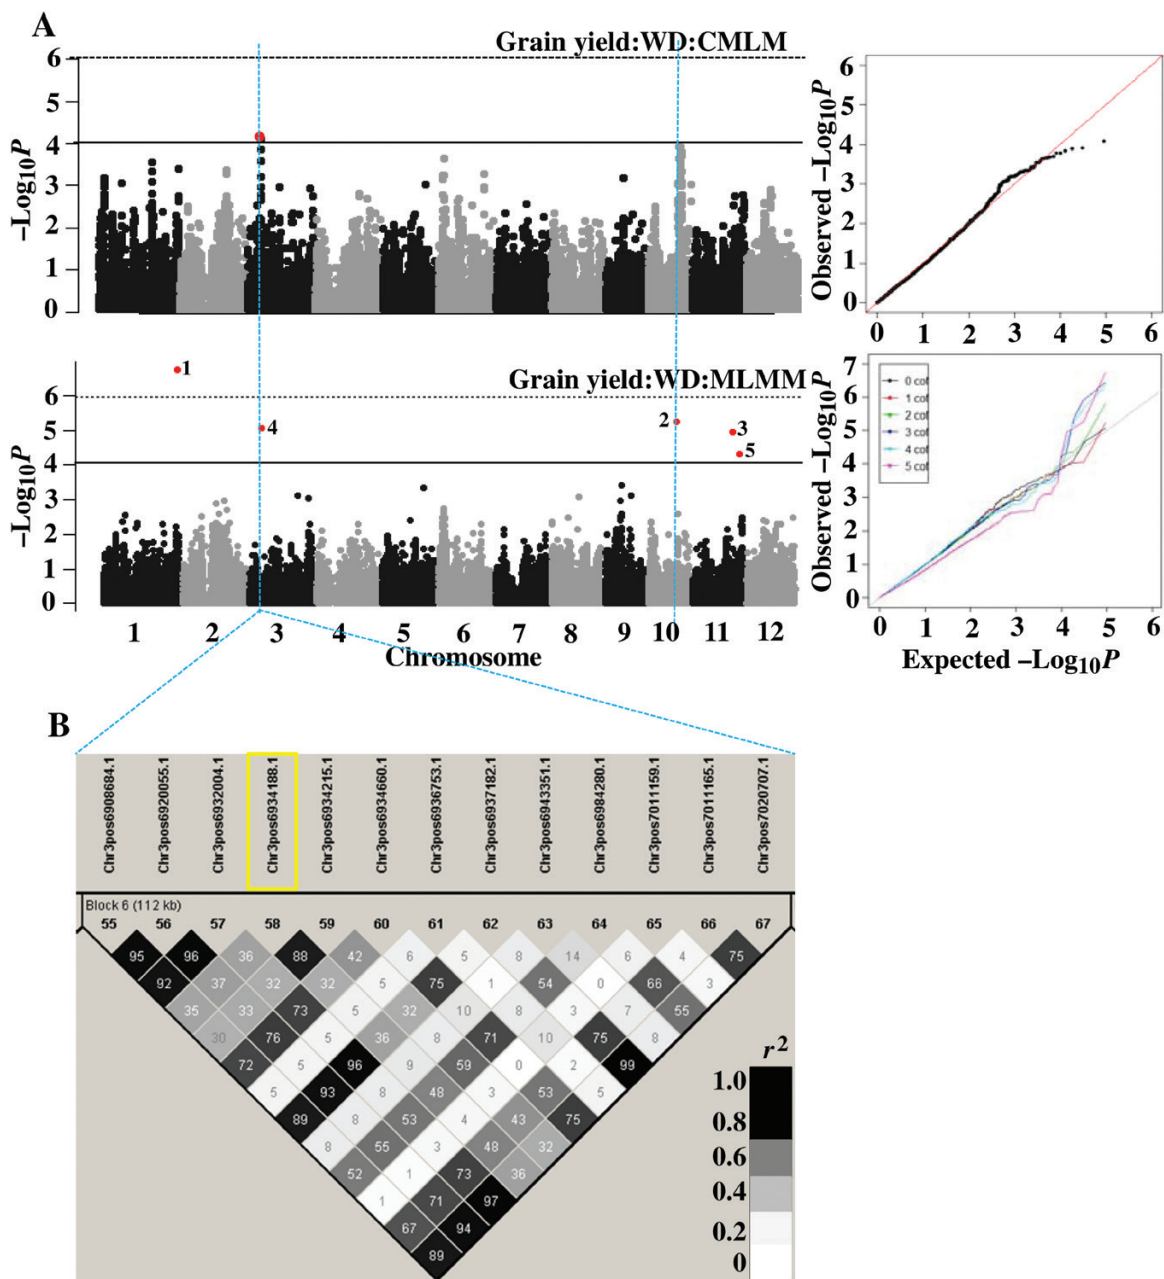 A
Grain yield:WD:CMLM
6
5
4
3
2
1
0
−Log10P
6
5
4
3
2
1
0
Observed −Log10P
0 1 2 3 4 5 6
Grain yield:WD:MLMM
1
2
3
4
5
6
5
4
3
2
1
0
−Log10P
1 2 3 4 5 6 7 8 9 10 11 12
Chromosome
7
6
5
4
3
2
1
0
Observed −Log10P
0 cof
1 cof
2 cof
3 cof
4 cof
5 cof
0 1 2 3 4 5 6
Expected −Log10P
B
Chr3pos6908684.1
Chr3pos6920055.1
Chr3pos6932004.1
Chr3pos6934188.1
Chr3pos6934215.1
Chr3pos6934660.1
Chr3pos6936753.1
Chr3pos6937182.1
Chr3pos6943351.1
Chr3pos6984280.1
Chr3pos7011159.1
Chr3pos7011165.1
Chr3pos7020707.1
Block 6 (112 kb)
55 56 57 58 59 60 61 62 63 64 65 66 67
95 96 36 88 42 6 5 8 14 6 4 75
92 37 32 32 5 75 1 54 0 66 3
35 33 73 5 32 10 8 3 7 55
30 76 5 36 8 71 10 75 8
72 5 96 9 59 0 2 99
5 93 8 48 3 53 5
89 8 53 4 43 75
8 55 3 48 32
52 1 73 36
1 71 97
67 94
89
r2
1.0
0.8
0.6
0.4
0.2
0